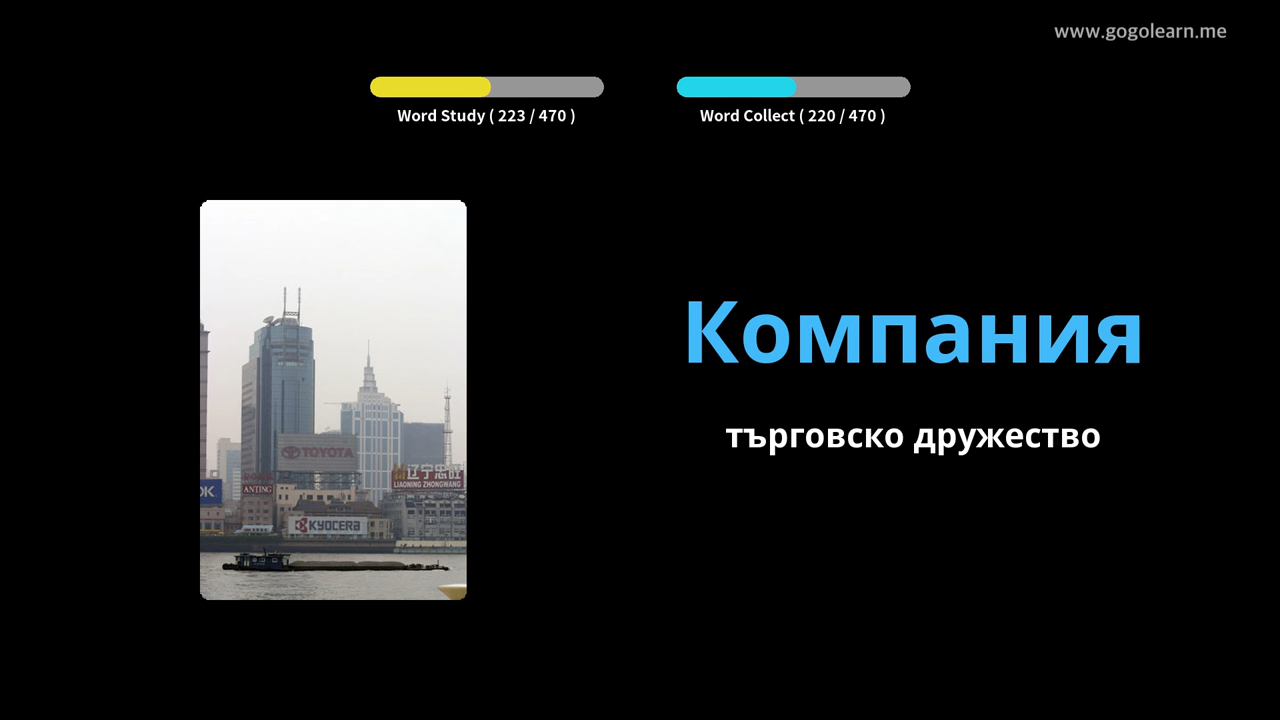 www.gogolearn.me
Word Study ( 223 / 470 )
Word Collect ( 220 / 470 )
Компания
търговско дружество
TOYOTA
辽宁忠旺
LIAONING ZHONGWANG
ANTING
KYOCERA